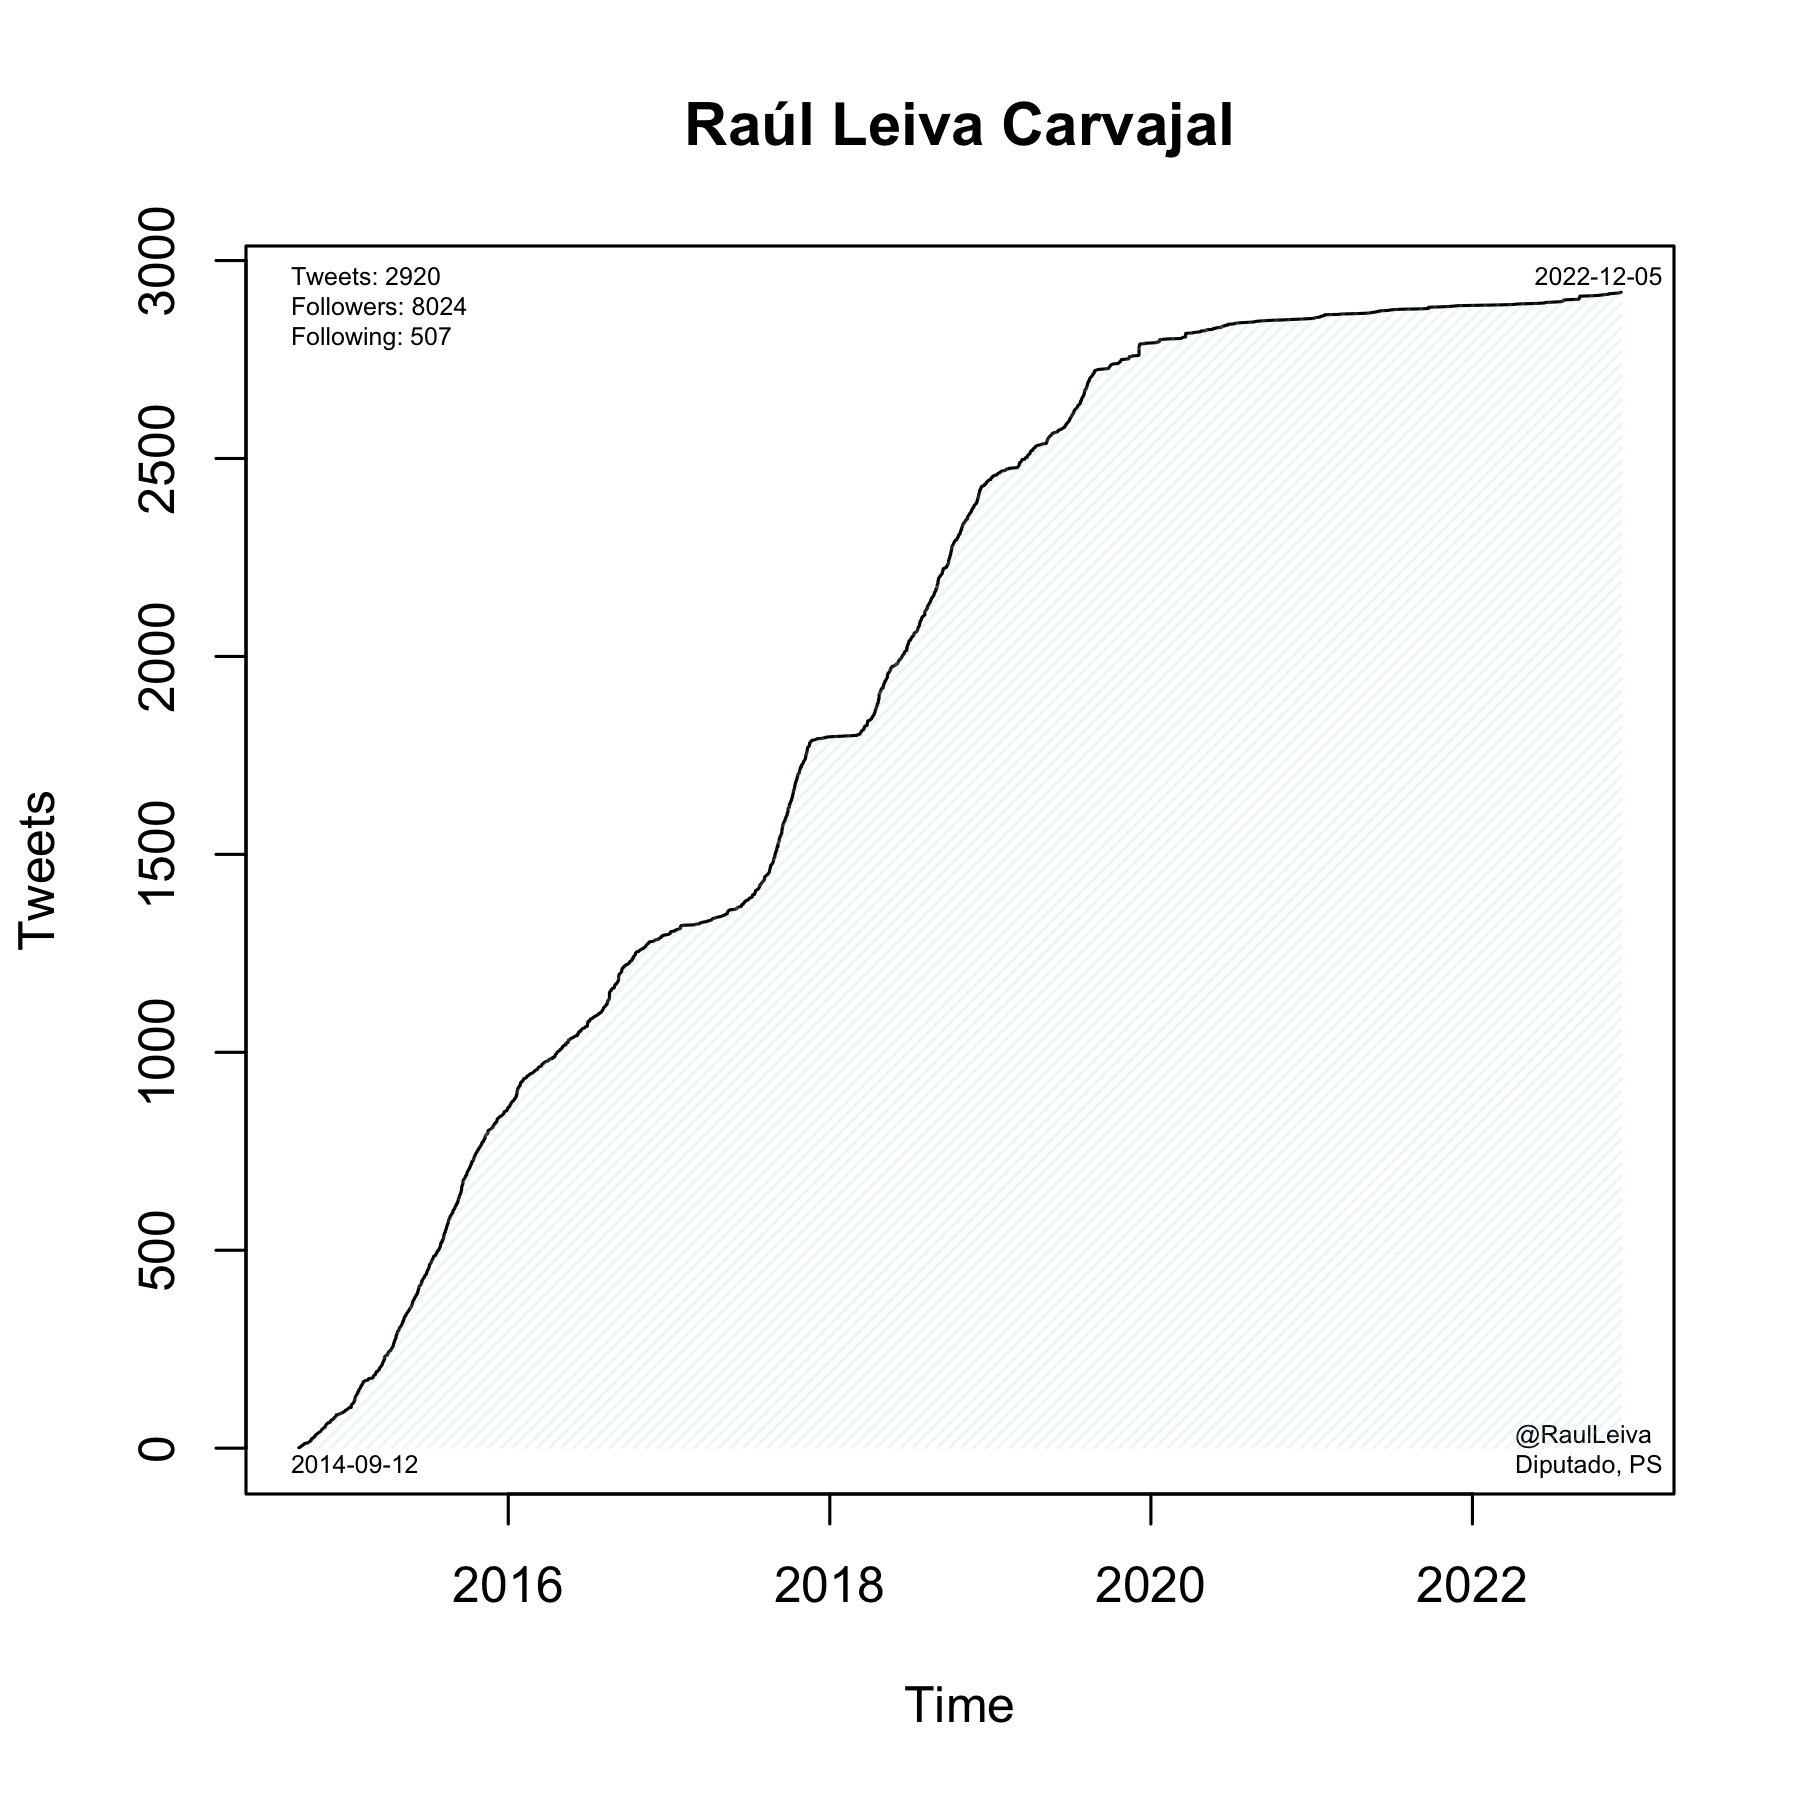 Raúl Leiva Carvajal
Tweets: 2920
Followers: 8024
Following: 507
2022-12-05
3000
2500
2000
1500
1000
500
0
Tweets
2014-09-12
@RaulLeiva
Diputado, PS
2016 2018 2020 2022
Time